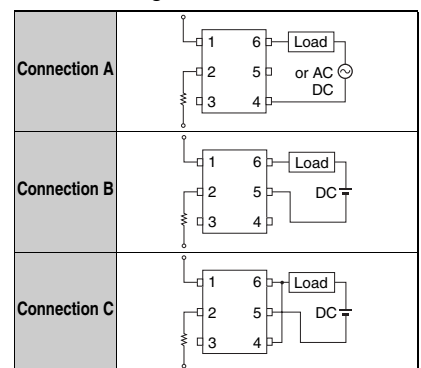 Connection A
1 6 Load
2 5 or AC
DC
3 4
Connection B
1 6 Load
2 5 DC
3 4
Connection C
1 6 Load
2 5 DC
3 4